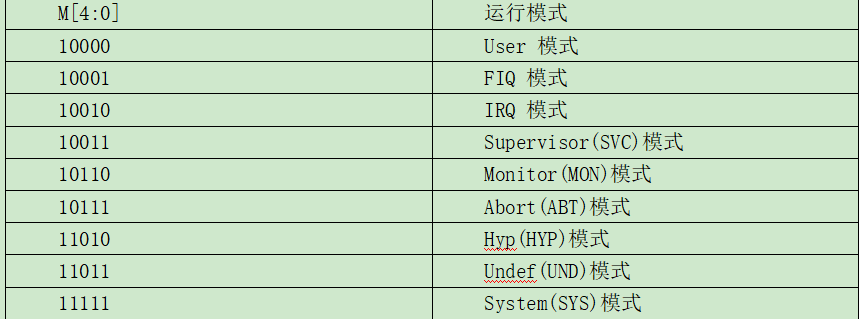 M[4:0] 运行模式
10000 User 模式
10001 FIQ 模式
10010 IRQ 模式
10011 Supervisor(SVC)模式
10110 Monitor(MON)模式
10111 Abort(ABT)模式
11010 Hyp(HYP)模式
11011 Undef(UND)模式
11111 System(SYS)模式